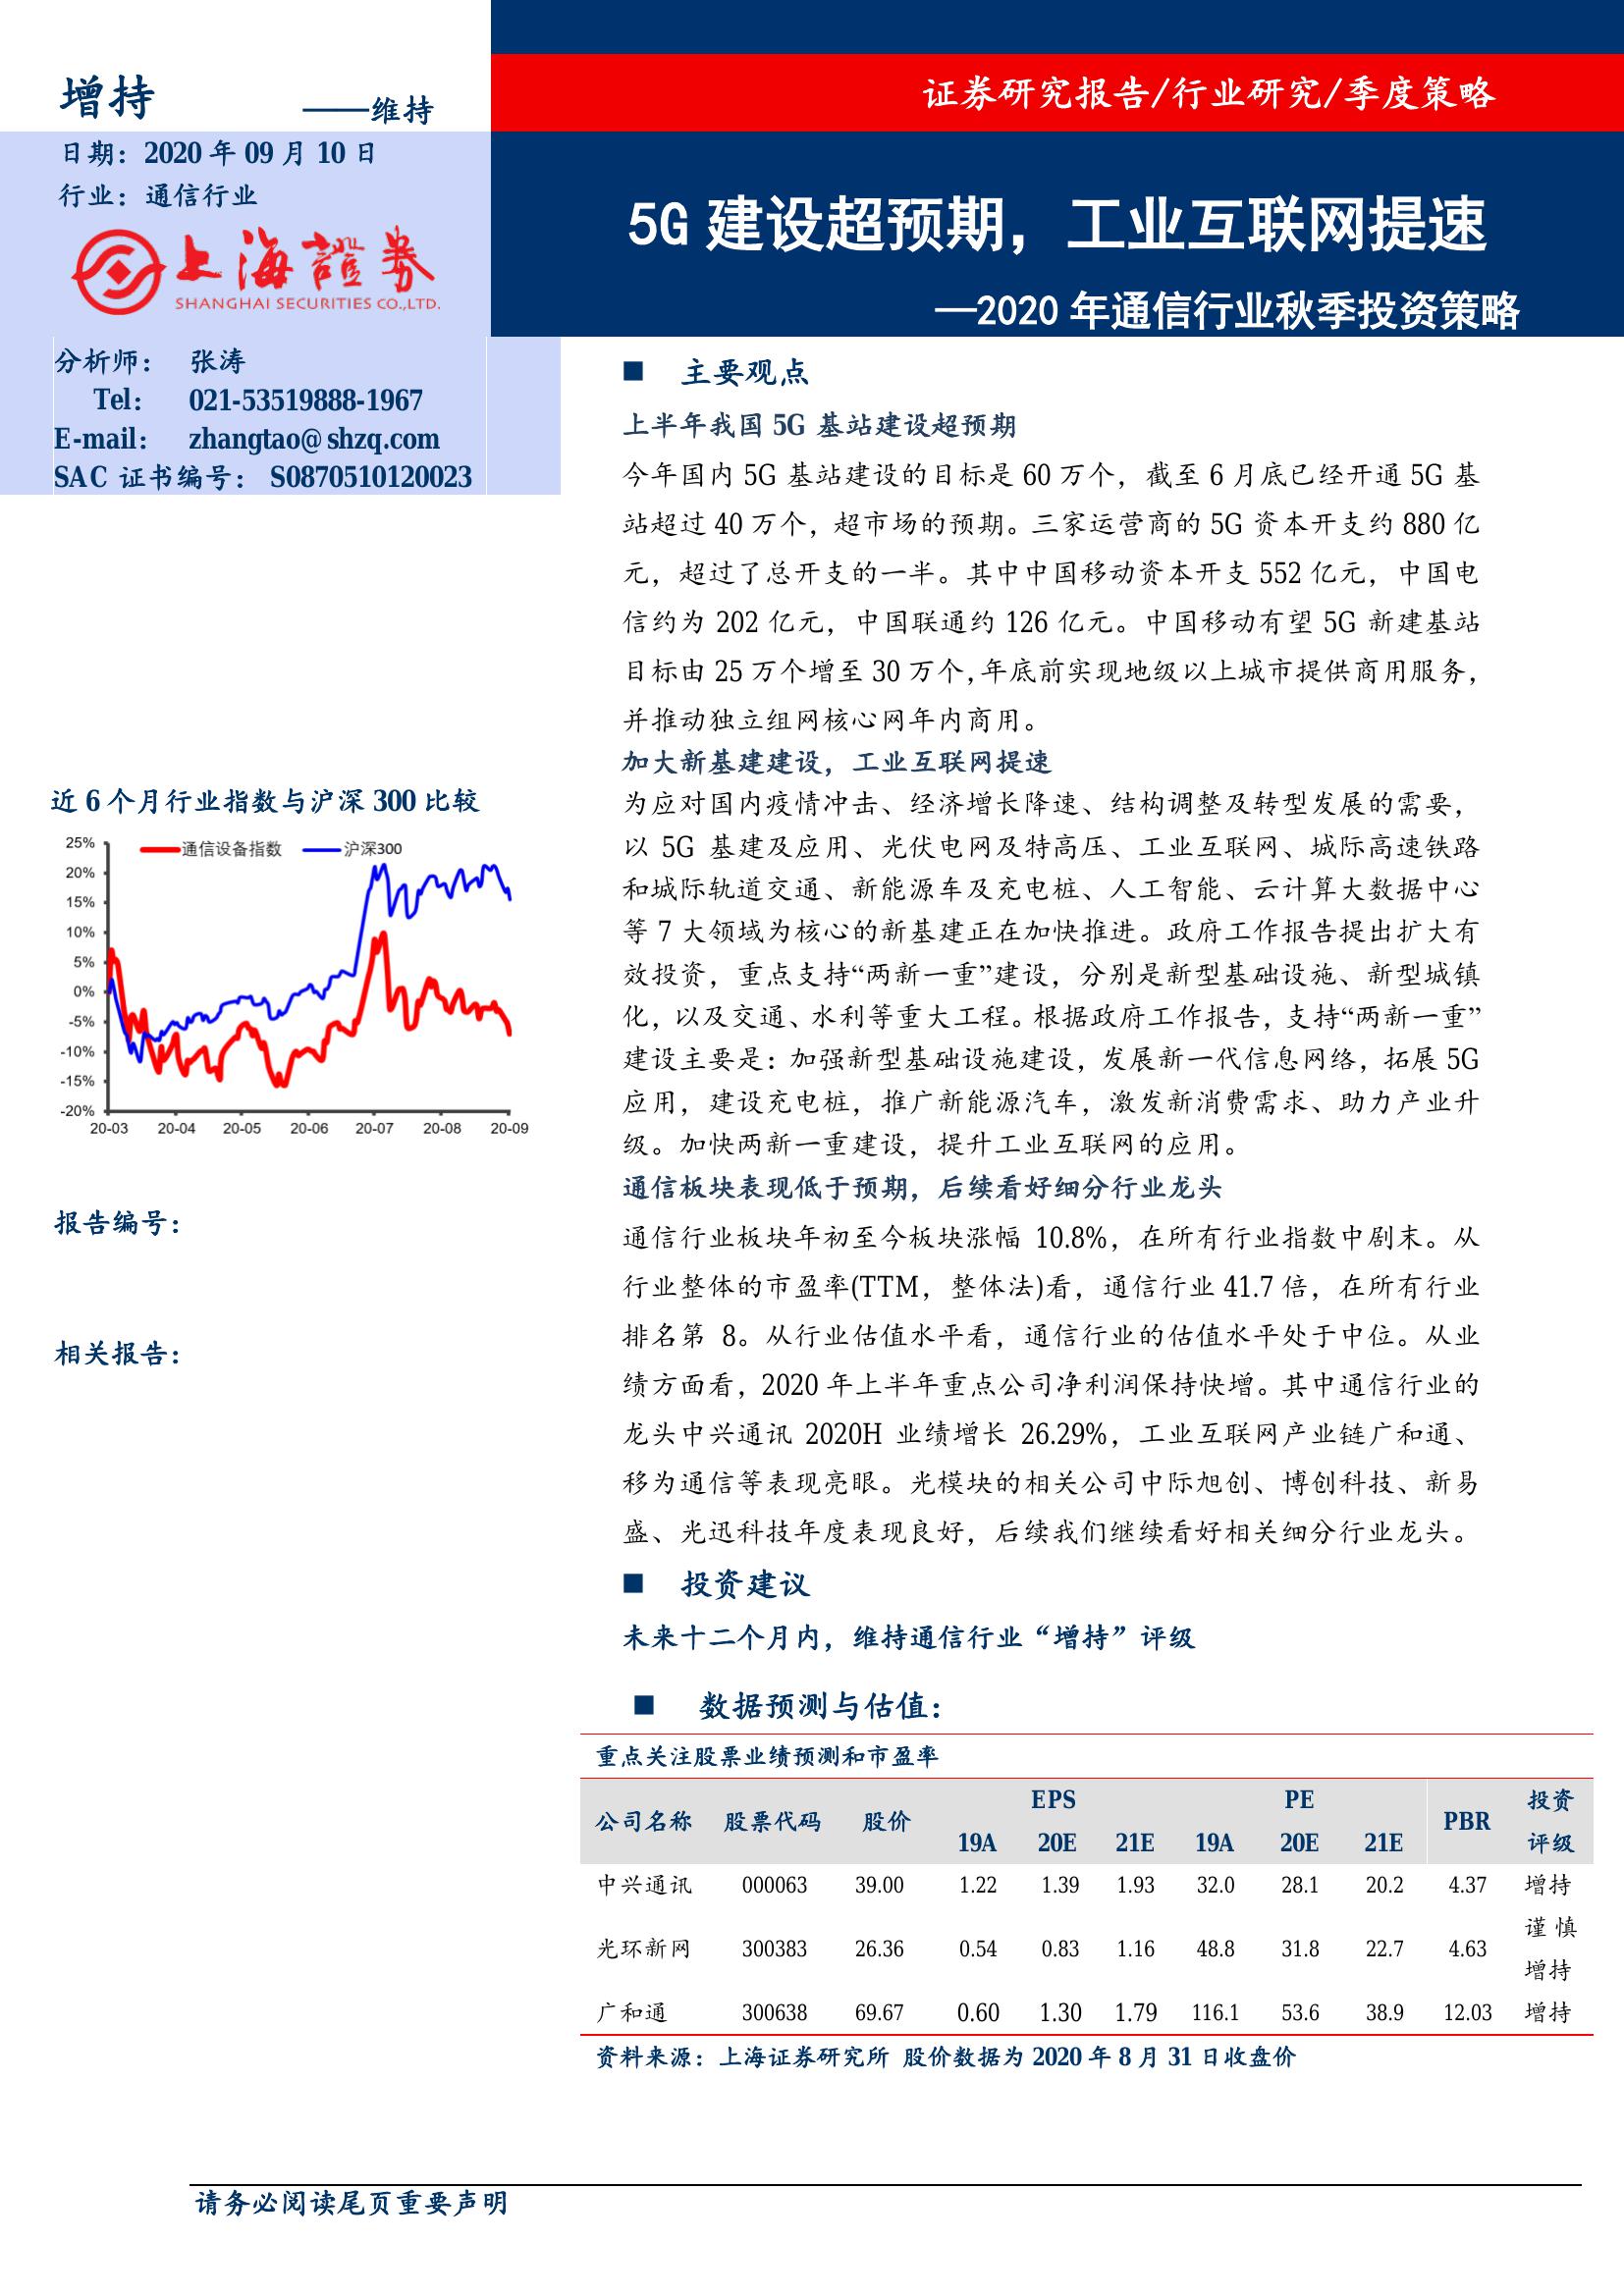 增持 ——维持
日期：2020 年 09 月 10 日
行业：通信行业
上海證券
SHANGHAI SECURITIES CO.,LTD.
证券研究报告/行业研究/季度策略
5G 建设超预期，工业互联网提速
—2020 年通信行业秋季投资策略
分析师： 张涛
Tel： 021-53519888-1967
E-mail： zhangtao@shzq.com
SAC 证书编号： S0870510120023
近 6 个月行业指数与沪深 300 比较
通信设备指数 沪深300
25%
20%
15%
10%
5%
0%
-5%
-10%
-15%
-20%
20-03 20-04 20-05 20-06 20-07 20-08 20-09
报告编号：
相关报告：
■ 主要观点
上半年我国 5G 基站建设超预期
今年国内 5G 基站建设的目标是 60 万个，截至 6 月底已经开通 5G 基
站超过 40 万个，超市场的预期。三家运营商的 5G 资本开支约 880 亿
元，超过了总开支的一半。其中中国移动资本开支 552 亿元，中国电
信约为 202 亿元，中国联通约 126 亿元。中国移动有望 5G 新建基站
目标由 25 万个增至 30 万个，年底前实现地级以上城市提供商用服务，
并推动独立组网核心网年内商用。
加大新基建建设，工业互联网提速
为应对国内疫情冲击、经济增长降速、结构调整及转型发展的需要，
以 5G 基建及应用、光伏电网及特高压、工业互联网、城际高速铁路
和城际轨道交通、新能源车及充电桩、人工智能、云计算大数据中心
等 7 大领域为核心的新基建正在加快推进。政府工作报告提出扩大有
效投资，重点支持“两新一重”建设，分别是新型基础设施、新型城镇
化，以及交通、水利等重大工程。根据政府工作报告，支持“两新一重”
建设主要是：加强新型基础设施建设，发展新一代信息网络，拓展 5G
应用，建设充电桩，推广新能源汽车，激发新消费需求、助力产业升
级。加快两新一重建设，提升工业互联网的应用。
通信板块表现低于预期，后续看好细分行业龙头
通信行业板块年初至今板块涨幅 10.8%，在所有行业指数中剧末。从
行业整体的市盈率(TTM，整体法)看，通信行业 41.7 倍，在所有行业
排名第 8。从行业估值水平看，通信行业的估值水平处于中位。从业
绩方面看，2020 年上半年重点公司净利润保持快增。其中通信行业的
龙头中兴通讯 2020H 业绩增长 26.29%，工业互联网产业链广和通、
移为通信等表现亮眼。光模块的相关公司中际旭创、博创科技、新易
盛、光迅科技年度表现良好，后续我们继续看好相关细分行业龙头。
■ 投资建议
未来十二个月内，维持通信行业“增持”评级
■ 数据预测与估值：
重点关注股票业绩预测和市盈率
公司名称 股票代码 股价 EPS PE PBR 投资
19A 20E 21E 19A 20E 21E 评级
中兴通讯 000063 39.00 1.22 1.39 1.93 32.0 28.1 20.2 4.37 增持
光环新网 300383 26.36 0.54 0.83 1.16 48.8 31.8 22.7 4.63 谨慎
增持
广和通 300638 69.67 0.60 1.30 1.79 116.1 53.6 38.9 12.03 增持
资料来源：上海证券研究所 股价数据为 2020 年 8 月 31 日收盘价
请务必阅读尾页重要声明